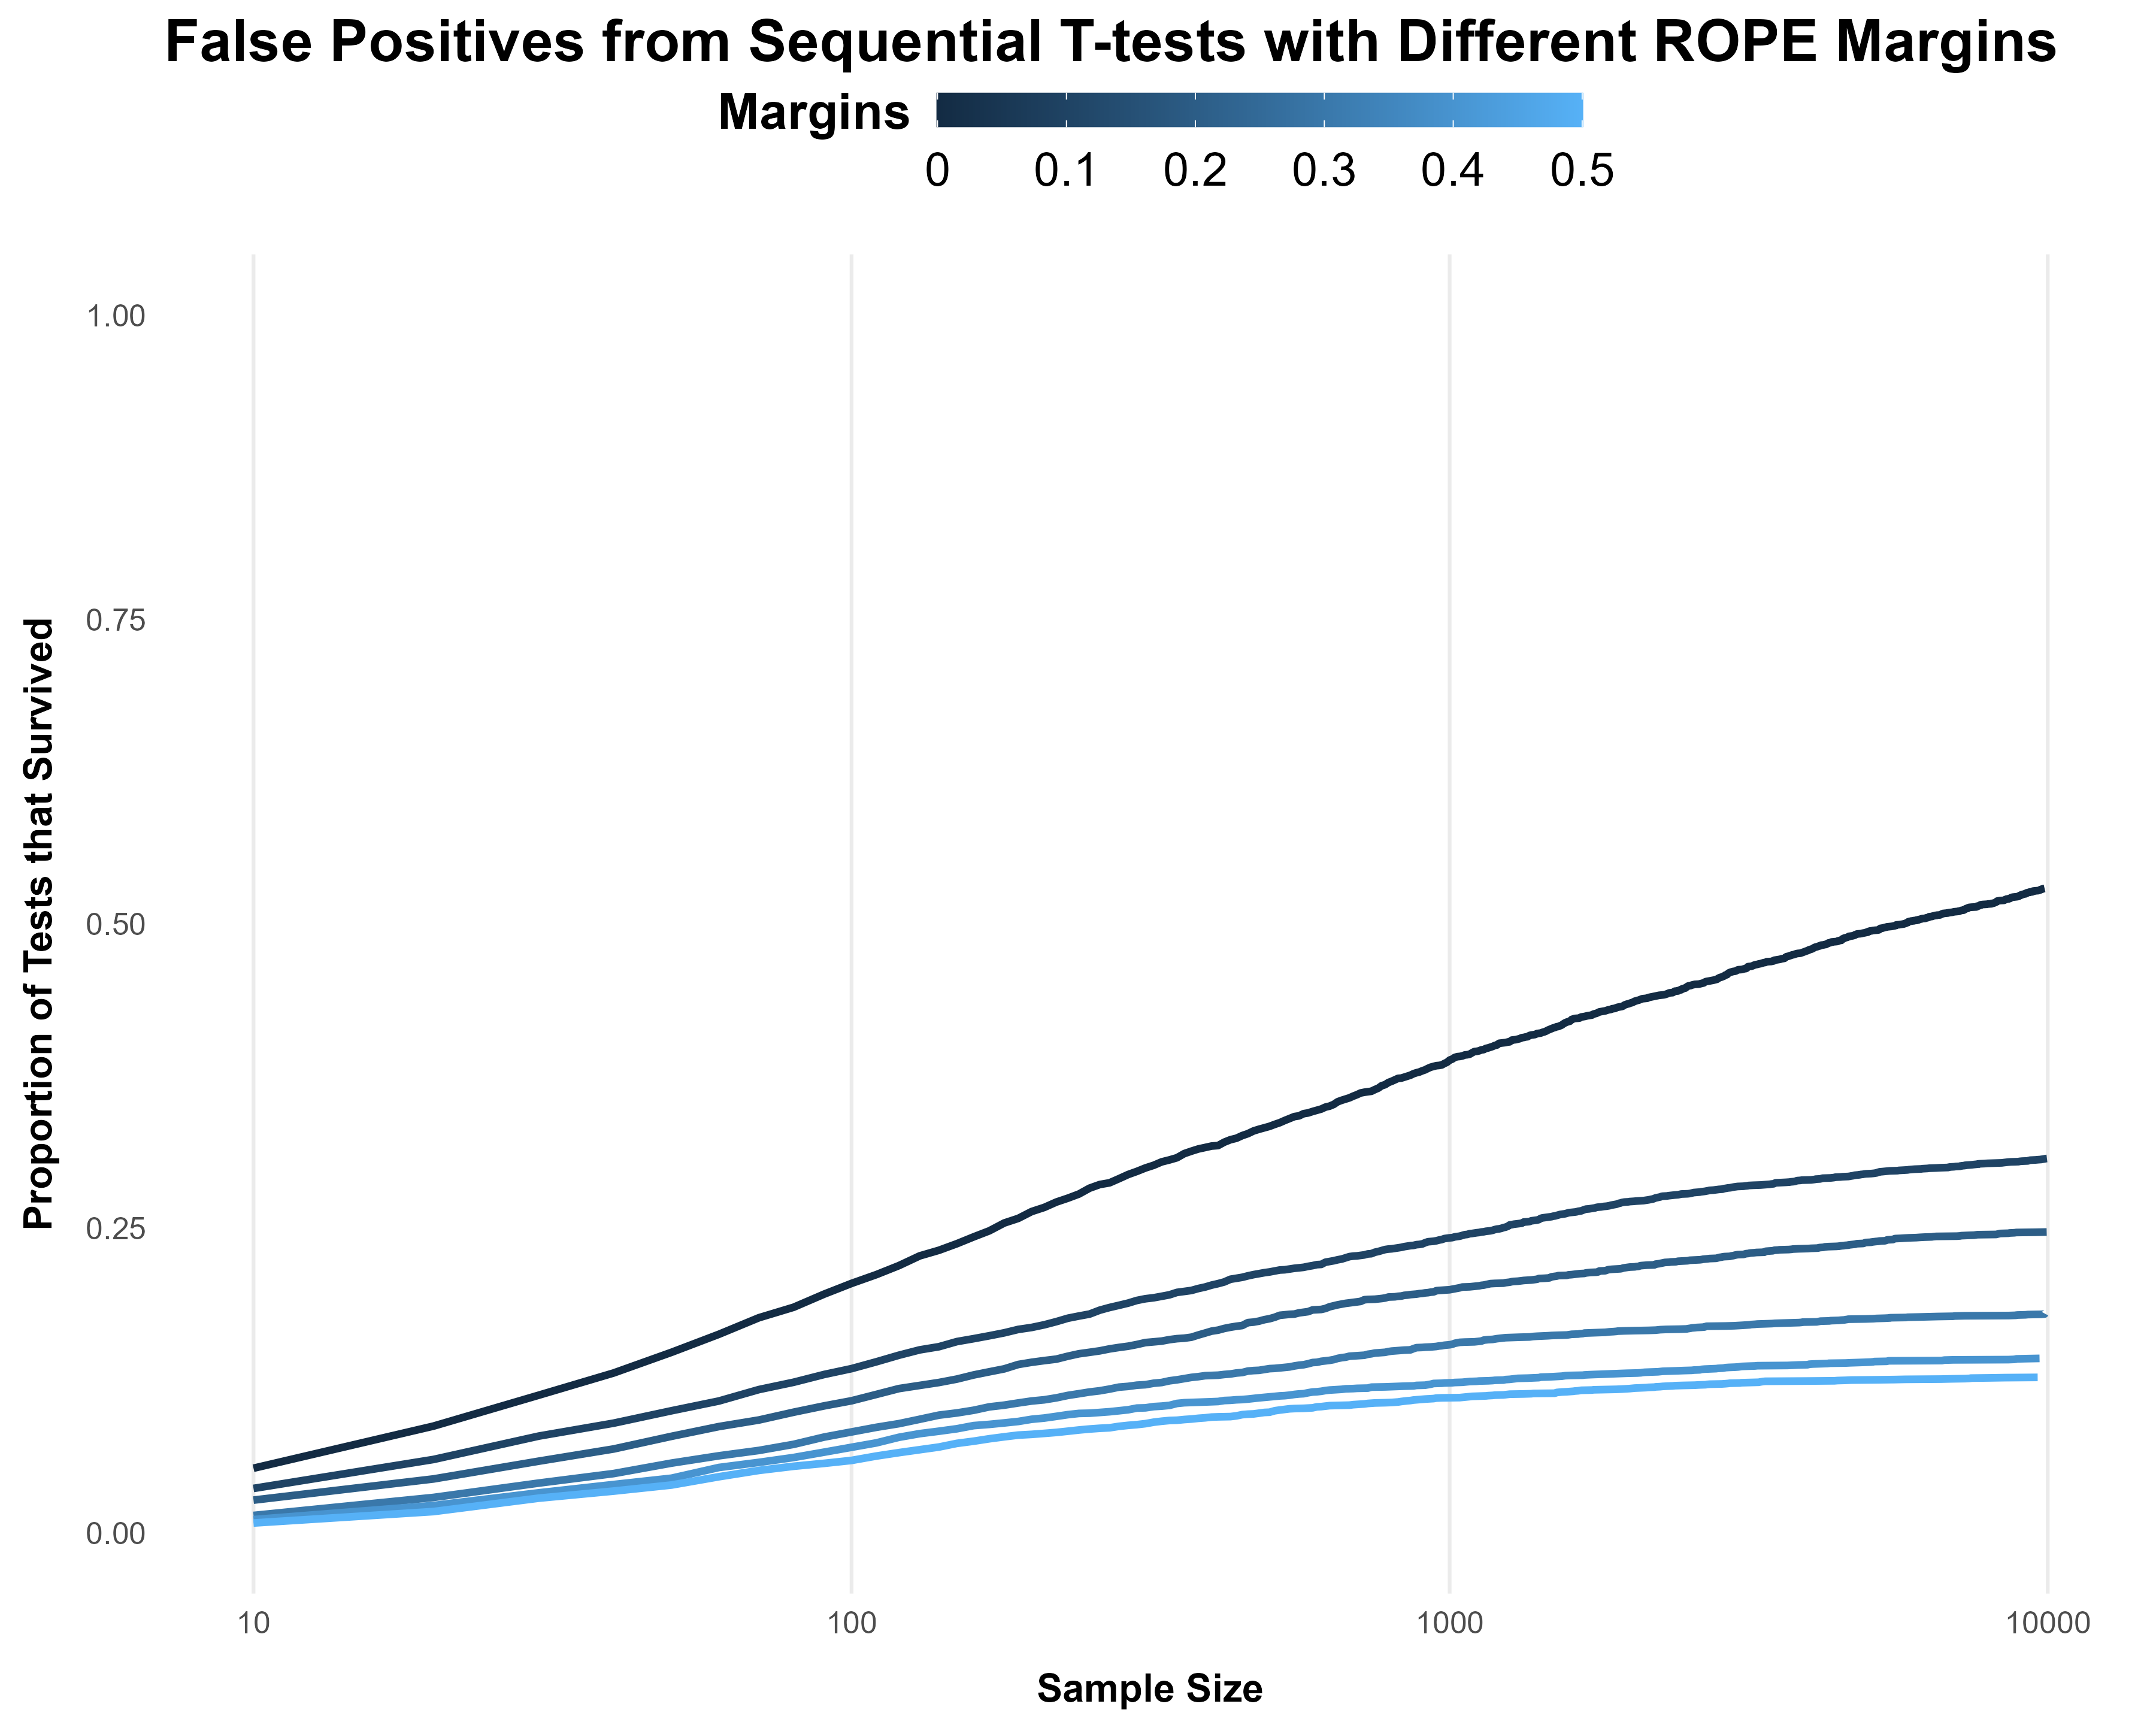 False Positives from Sequential T-tests with Different ROPE Margins
Margins
0 0.1 0.2 0.3 0.4 0.5
1.00
0.75
0.50
0.25
0.00
Proportion of Tests that Survived
10 100 1000 10000
Sample Size